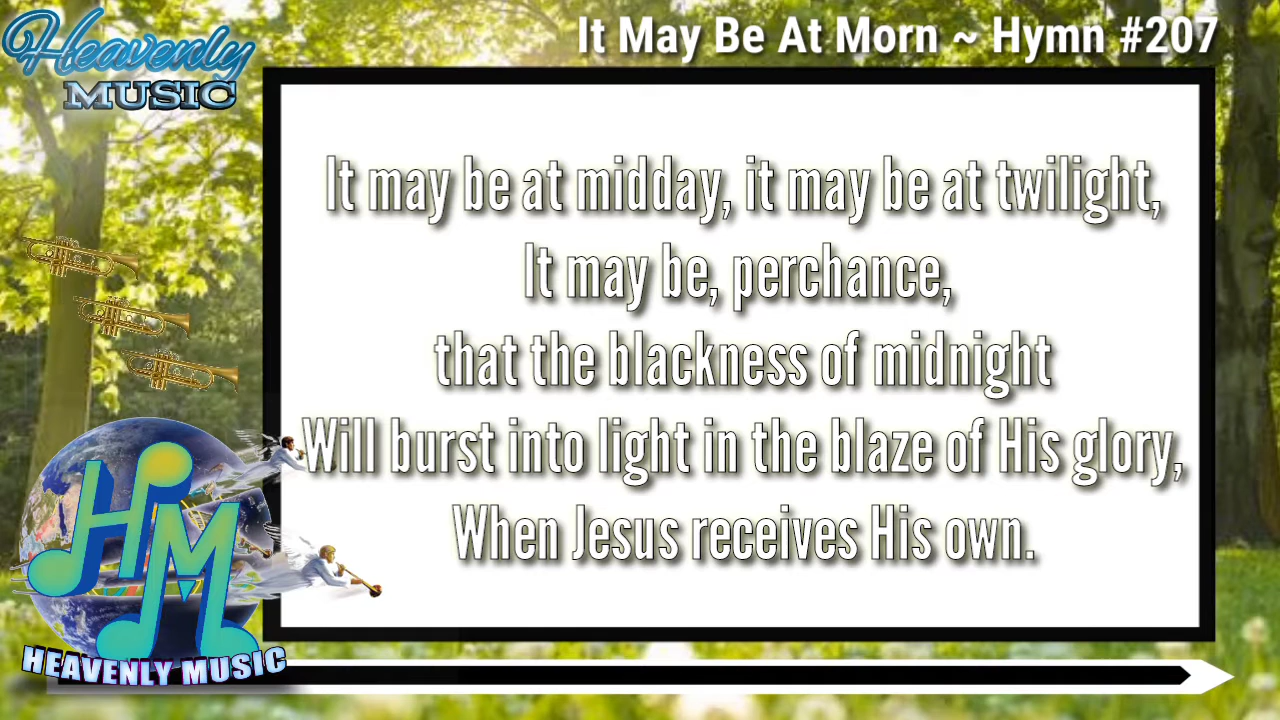 Heavenly
MUSIC
It May Be At Morn ~ Hymn #207
It may be at midday, it may be at twilight,
It may be, perchance,
that the blackness of midnight
Will burst into light in the blaze of His glory,
When Jesus receives His own.
HM
HEAVENLY MUSIC